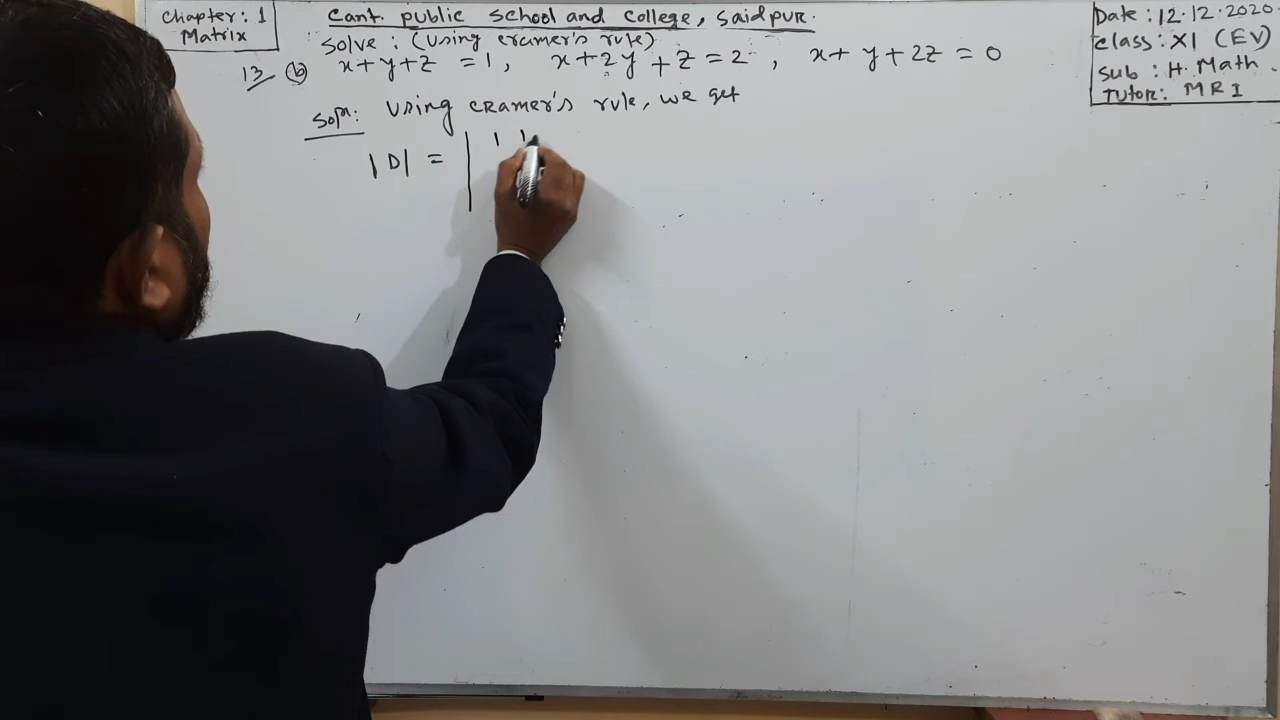 Chapter: 1
Matrix
Cant. public school and college, Saidpur.
Date: 12.12.2020
Class: XI (EV)
Sub: H. Math.
Tutor: MRI
Solve: (Using cramer's rule)
13 (b) x+y+z = 1, x+2y+z = 2, x+y+2z = 0
Soln: Using CRamer's rule, we get
|D| = | 1 1